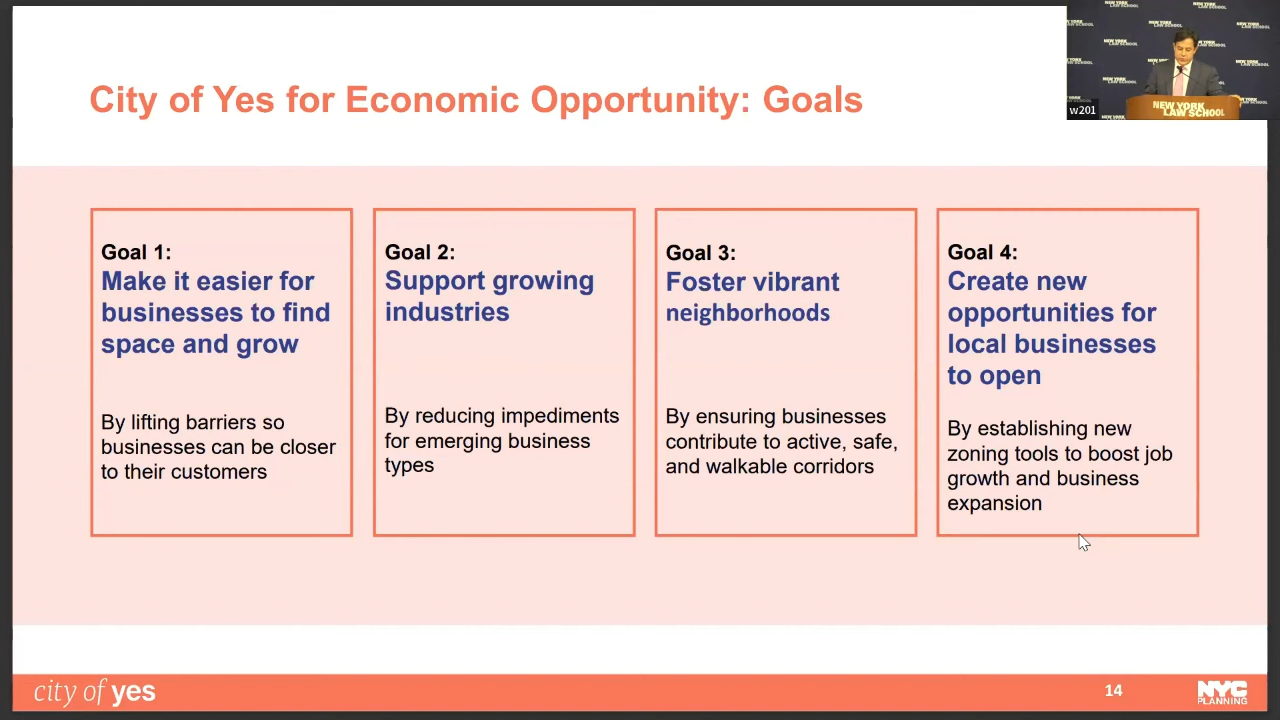 City of Yes for Economic Opportunity: Goals
NEW YORK
LAW SCHOOL
w201
NEW YORK
LAW SCHOOL
Goal 1:
Make it easier for
businesses to find
space and grow
By lifting barriers so
businesses can be closer
to their customers
Goal 2:
Support growing
industries
By reducing impediments
for emerging business
types
Goal 3:
Foster vibrant
neighborhoods
By ensuring businesses
contribute to active, safe,
and walkable corridors
Goal 4:
Create new
opportunities for
local businesses
to open
By establishing new
zoning tools to boost job
growth and business
expansion
city of yes
14
NYC
PLANNING